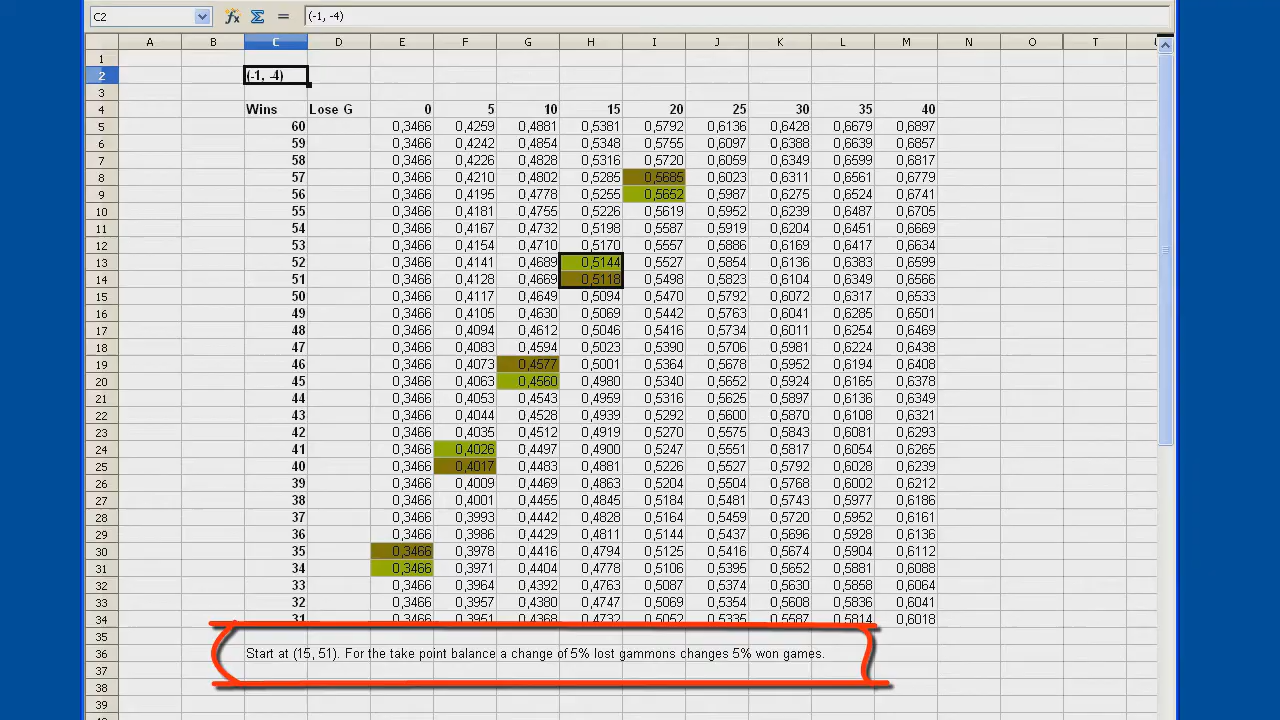 C2 = (-1, -4)
A B C D E F G H I J K L M N O T
1
2 (-1, -4)
3
4 Wins Lose G 0 5 10 15 20 25 30 35 40
5 60 0,3466 0,4259 0,4881 0,5381 0,5792 0,6136 0,6428 0,6679 0,6897
6 59 0,3466 0,4242 0,4854 0,5348 0,5755 0,6097 0,6388 0,6639 0,6857
7 58 0,3466 0,4226 0,4828 0,5316 0,5720 0,6059 0,6349 0,6599 0,6817
8 57 0,3466 0,4210 0,4802 0,5285 0,5685 0,6023 0,6311 0,6561 0,6779
9 56 0,3466 0,4195 0,4778 0,5255 0,5652 0,5987 0,6275 0,6524 0,6741
10 55 0,3466 0,4181 0,4755 0,5226 0,5619 0,5952 0,6239 0,6487 0,6705
11 54 0,3466 0,4167 0,4732 0,5198 0,5587 0,5919 0,6204 0,6451 0,6669
12 53 0,3466 0,4154 0,4710 0,5170 0,5557 0,5886 0,6169 0,6417 0,6634
13 52 0,3466 0,4141 0,4689 0,5144 0,5527 0,5854 0,6136 0,6383 0,6599
14 51 0,3466 0,4128 0,4669 0,5118 0,5498 0,5823 0,6104 0,6349 0,6566
15 50 0,3466 0,4117 0,4649 0,5094 0,5470 0,5792 0,6072 0,6317 0,6533
16 49 0,3466 0,4105 0,4630 0,5069 0,5442 0,5763 0,6041 0,6285 0,6501
17 48 0,3466 0,4094 0,4612 0,5046 0,5416 0,5734 0,6011 0,6254 0,6469
18 47 0,3466 0,4083 0,4594 0,5023 0,5390 0,5706 0,5981 0,6224 0,6438
19 46 0,3466 0,4073 0,4577 0,5001 0,5364 0,5678 0,5952 0,6194 0,6408
20 45 0,3466 0,4063 0,4560 0,4980 0,5340 0,5652 0,5924 0,6165 0,6378
21 44 0,3466 0,4053 0,4543 0,4959 0,5316 0,5625 0,5897 0,6136 0,6349
22 43 0,3466 0,4044 0,4528 0,4939 0,5292 0,5600 0,5870 0,6108 0,6321
23 42 0,3466 0,4035 0,4512 0,4919 0,5270 0,5575 0,5843 0,6081 0,6293
24 41 0,3466 0,4026 0,4497 0,4900 0,5247 0,5551 0,5817 0,6054 0,6265
25 40 0,3466 0,4017 0,4483 0,4881 0,5226 0,5527 0,5792 0,6028 0,6239
26 39 0,3466 0,4009 0,4469 0,4863 0,5204 0,5504 0,5768 0,6002 0,6212
27 38 0,3466 0,4001 0,4455 0,4845 0,5184 0,5481 0,5743 0,5977 0,6186
28 37 0,3466 0,3993 0,4442 0,4828 0,5164 0,5459 0,5720 0,5952 0,6161
29 36 0,3466 0,3986 0,4429 0,4811 0,5144 0,5437 0,5696 0,5928 0,6136
30 35 0,3466 0,3978 0,4416 0,4794 0,5125 0,5416 0,5674 0,5904 0,6112
31 34 0,3466 0,3971 0,4404 0,4778 0,5106 0,5395 0,5652 0,5881 0,6088
32 33 0,3466 0,3964 0,4392 0,4763 0,5087 0,5374 0,5630 0,5858 0,6064
33 32 0,3466 0,3957 0,4380 0,4747 0,5069 0,5354 0,5608 0,5836 0,6041
34 31 0,3466 0,3951 0,4368 0,4732 0,5052 0,5335 0,5587 0,5814 0,6018
35
36 Start at (15, 51). For the take point balance a change of 5% lost gammons changes 5% won games.
37
38